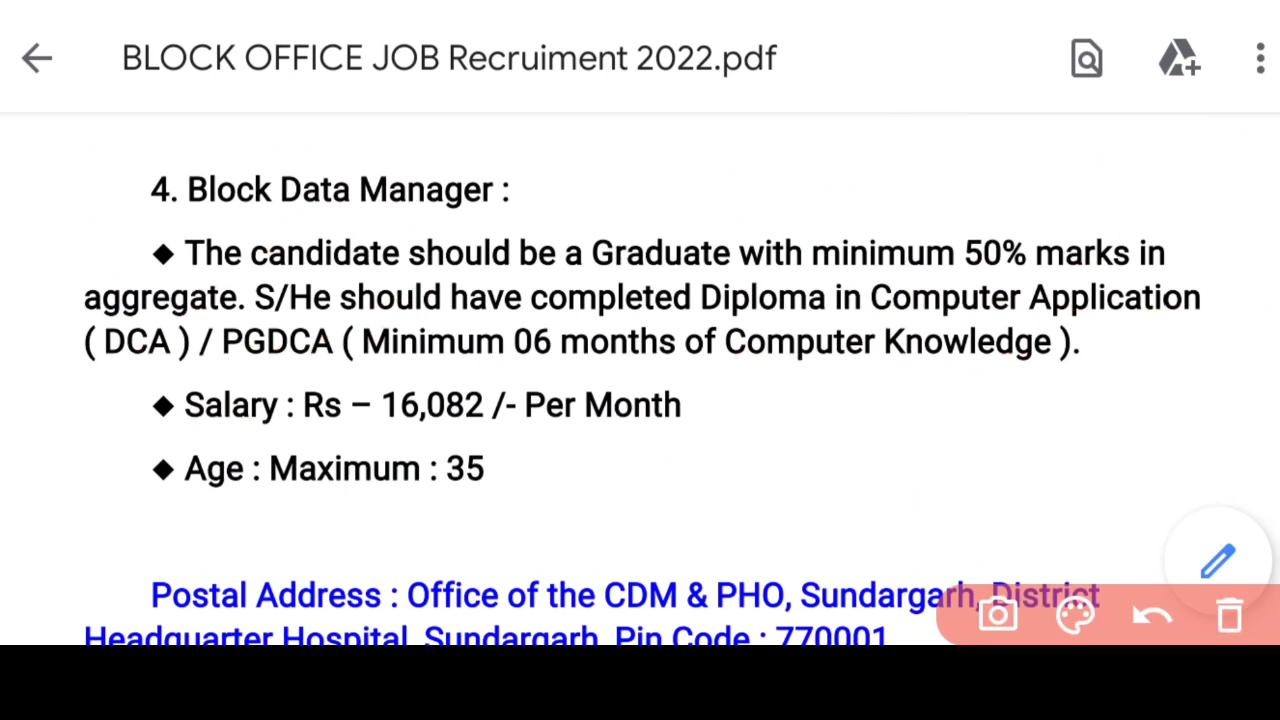 BLOCK OFFICE JOB Recruiment 2022.pdf
4. Block Data Manager :
◆ The candidate should be a Graduate with minimum 50% marks in
aggregate. S/He should have completed Diploma in Computer Application
( DCA ) / PGDCA ( Minimum 06 months of Computer Knowledge ).
◆ Salary : Rs – 16,082 /- Per Month
◆ Age : Maximum : 35
Postal Address : Office of the CDM & PHO, Sundargarh, District
Headquarter Hospital, Sundargarh, Pin Code : 770001